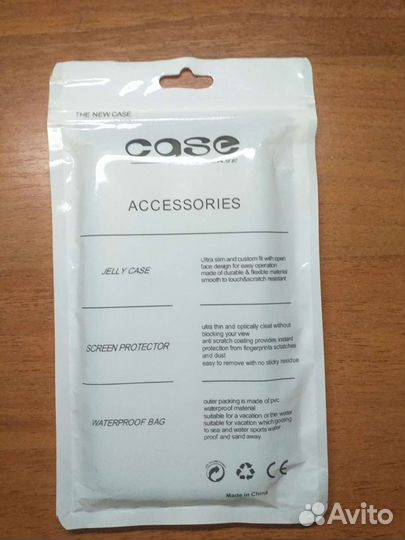 THE NEW CASE
case
ACCESSORIES
JELLY CASE
Ultra slim and custom fit with open
face design for easy operation
made of durable & flexible material
smooth to touch&scratch resistant
SCREEN PROTECTOR
ultra thin and optically cleat without
blocking your view
anti scratch coating provides instant
protection from fingerprints sctatches
and dust
easy to remove with no sticky residue
WATERPROOF BAG
outer packing is made of pvc
waterproof material
suitable for a vacation or the water
suitable for vacation which gooing
to sea and water sports water
proof and sand away
CE
Made in China
Avito